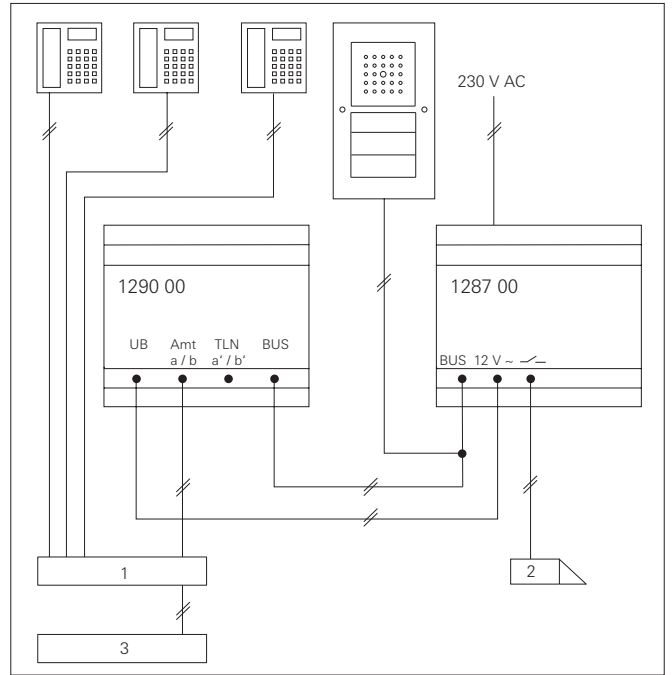 230 V AC
1290 00
1287 00
UB Amt TLN BUS
a / b a‘ / b‘
BUS 12 V ~
1
2
3